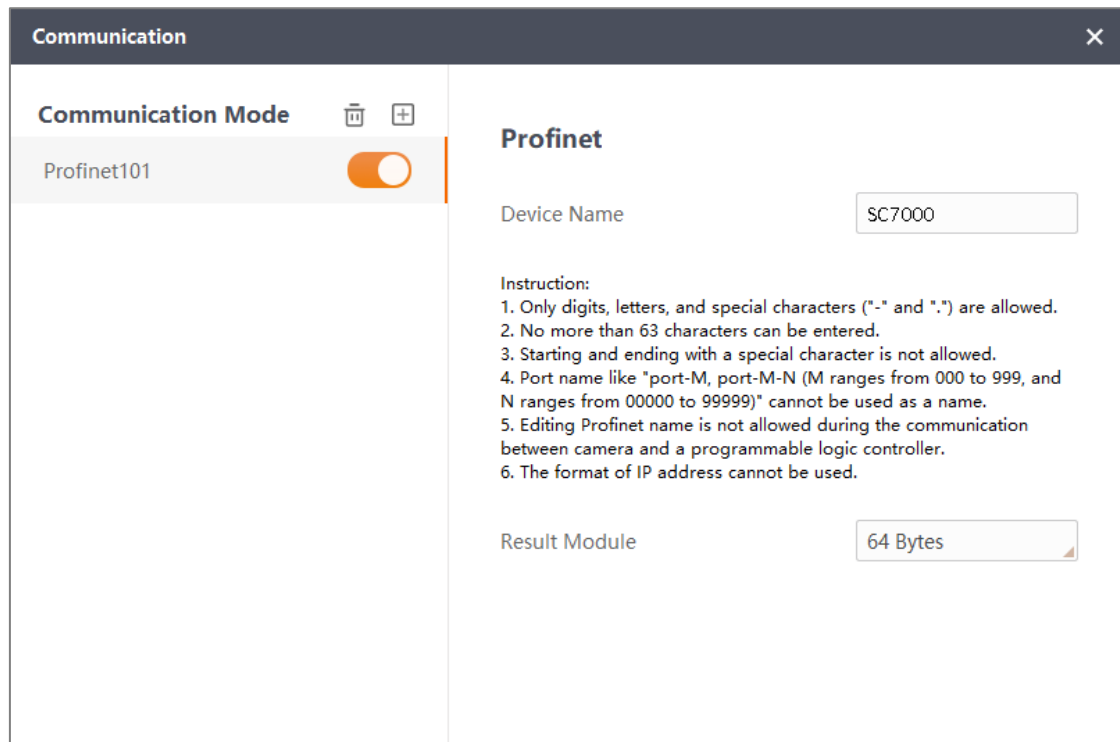 Communication
Communication Mode
Profinet101
Profinet
Device Name
SC7000
Instruction:
1. Only digits, letters, and special characters ("-" and ".") are allowed.
2. No more than 63 characters can be entered.
3. Starting and ending with a special character is not allowed.
4. Port name like "port-M, port-M-N (M ranges from 000 to 999, and
N ranges from 00000 to 99999)" cannot be used as a name.
5. Editing Profinet name is not allowed during the communication
between camera and a programmable logic controller.
6. The format of IP address cannot be used.
Result Module
64 Bytes